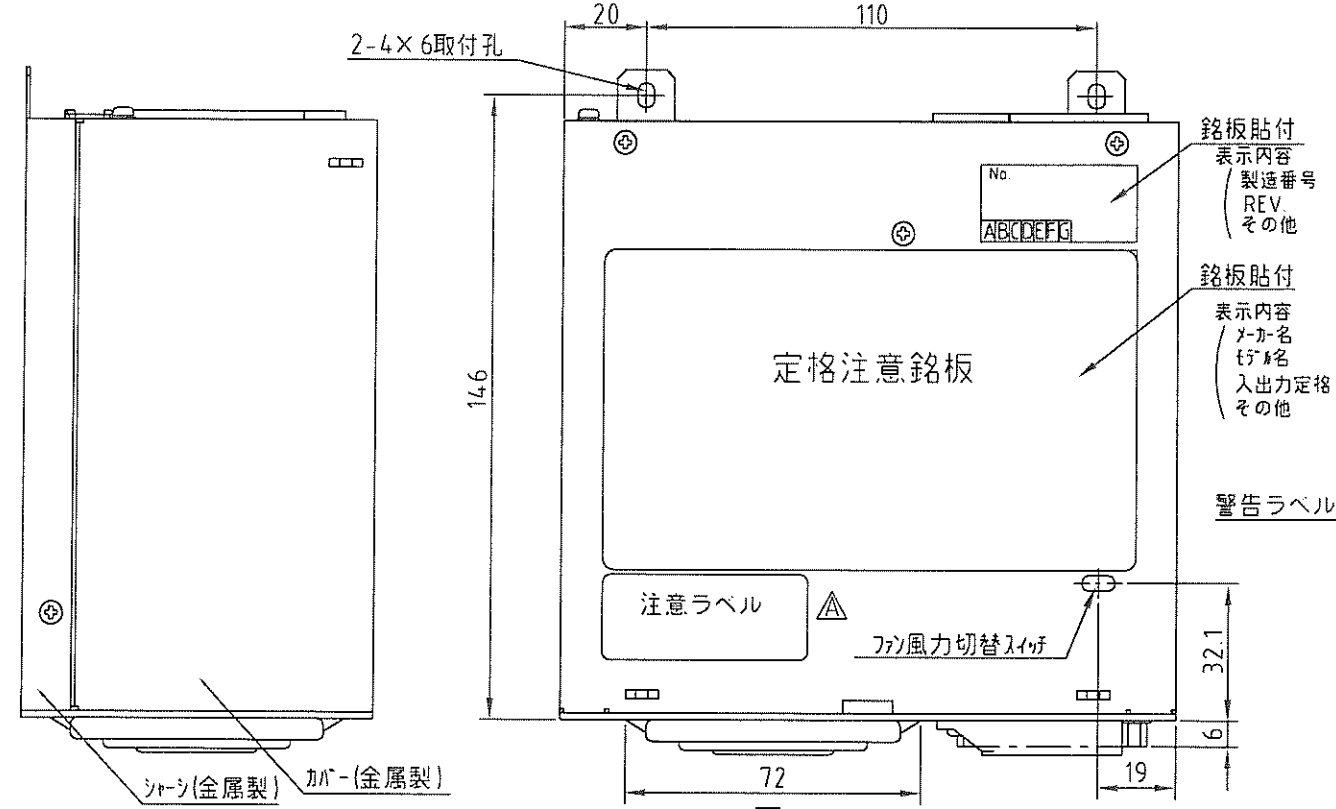 20
110
2-4×6取付孔
銘板貼付
表示内容
製造番号
REV.
その他
No.
ABCDEFG
銘板貼付
表示内容
メーカー名
モデル名
入出力定格
その他
定格注意銘板
146
警告ラベル
注意ラベル
A
ファン風力切替スイッチ
32.1
6
19
72
シャーシ(金属製)
カバー(金属製)